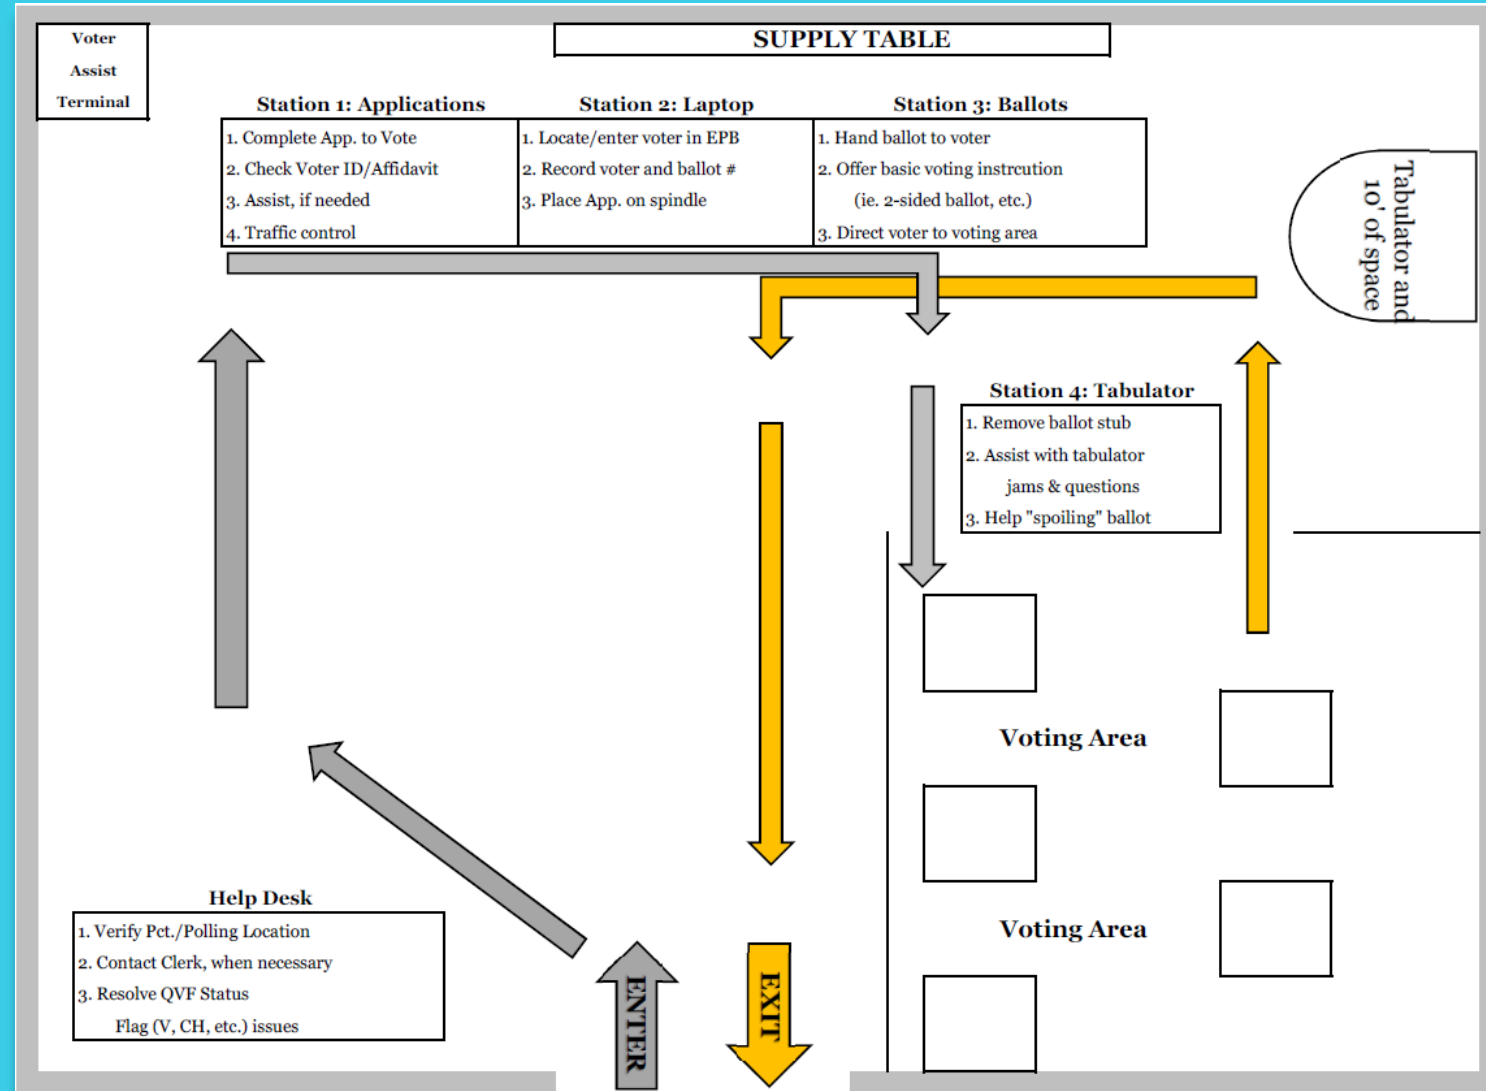 Voter
Assist
Terminal
SUPPLY TABLE
Station 1: Applications
1. Complete App. to Vote
2. Check Voter ID/Affidavit
3. Assist, if needed
4. Traffic control
Station 2: Laptop
1. Locate/enter voter in EPB
2. Record voter and ballot #
3. Place App. on spindle
Station 3: Ballots
1. Hand ballot to voter
2. Offer basic voting instrcution
(ie. 2-sided ballot, etc.)
3. Direct voter to voting area
Tabulator and
10' of space
Station 4: Tabulator
1. Remove ballot stub
2. Assist with tabulator
jams & questions
3. Help "spoiling" ballot
Voting Area
Voting Area
Help Desk
1. Verify Pct./Polling Location
2. Contact Clerk, when necessary
3. Resolve QVF Status
Flag (V, CH, etc.) issues
ENTER
EXIT